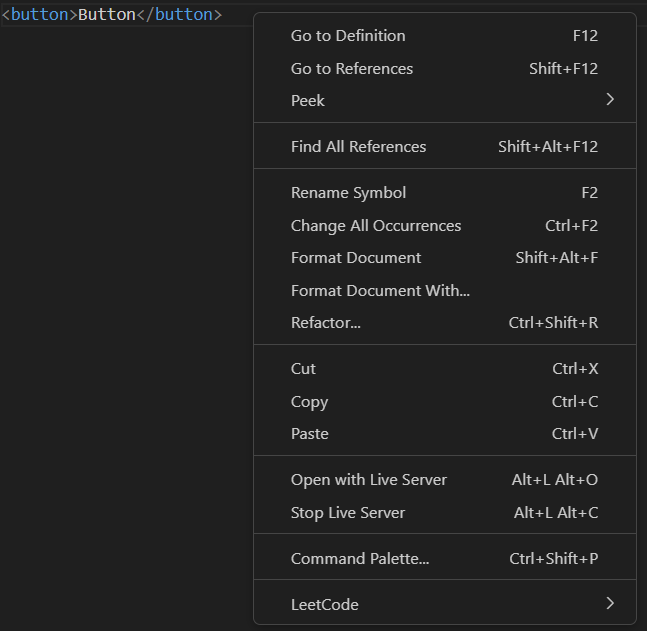 <button>Button</button>
Go to Definition F12
Go to References Shift+F12
Peek
Find All References Shift+Alt+F12
Rename Symbol F2
Change All Occurrences Ctrl+F2
Format Document Shift+Alt+F
Format Document With...
Refactor... Ctrl+Shift+R
Cut Ctrl+X
Copy Ctrl+C
Paste Ctrl+V
Open with Live Server Alt+L Alt+O
Stop Live Server Alt+L Alt+C
Command Palette... Ctrl+Shift+P
LeetCode